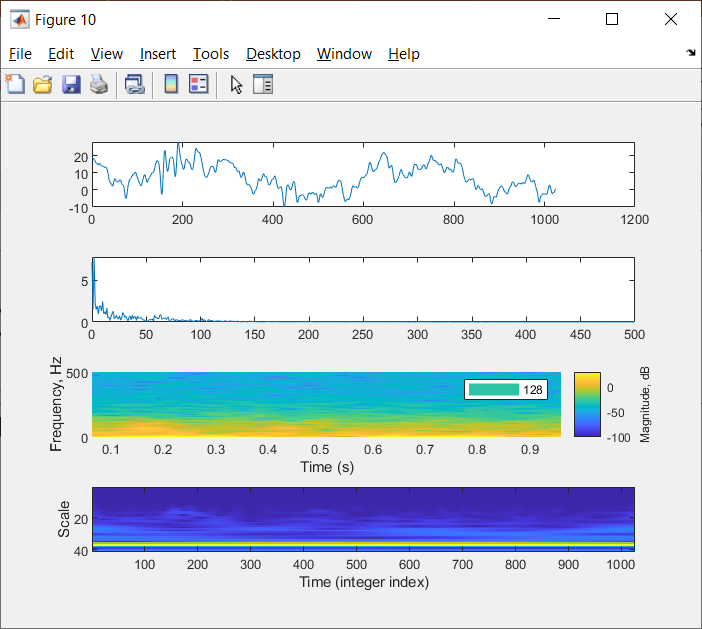 Figure 10
File Edit View Insert Tools Desktop Window Help
20
10
0
-10
0 200 400 600 800 1000 1200
5
0
0 50 100 150 200 250 300 350 400 450 500
Frequency, Hz
500
0
128
0.1 0.2 0.3 0.4 0.5 0.6 0.7 0.8 0.9
Time (s)
0
-50
-100
Magnitude, dB
Scale
20
40
100 200 300 400 500 600 700 800 900 1000
Time (integer index)